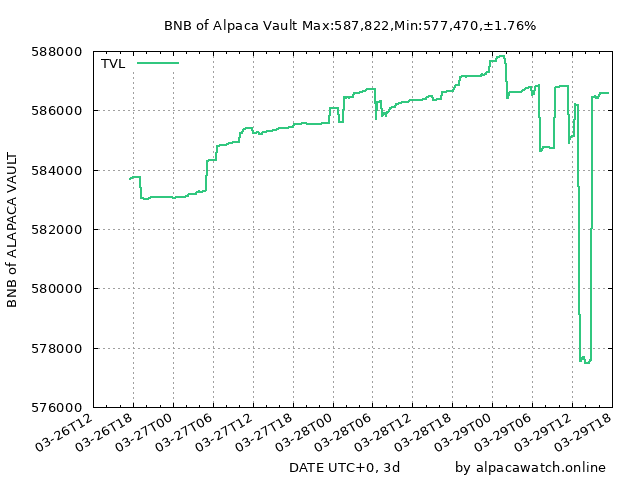 BNB of Alpaca Vault Max:587,822,Min:577,470,±1.76%
TVL
588000
586000
584000
582000
580000
578000
576000
BNB of ALAPACA VAULT
03-26T12
03-26T18
03-27T00
03-27T06
03-27T12
03-27T18
03-28T00
03-28T06
03-28T12
03-28T18
03-29T00
03-29T06
03-29T12
03-29T18
DATE UTC+0, 3d
by alpacawatch.online